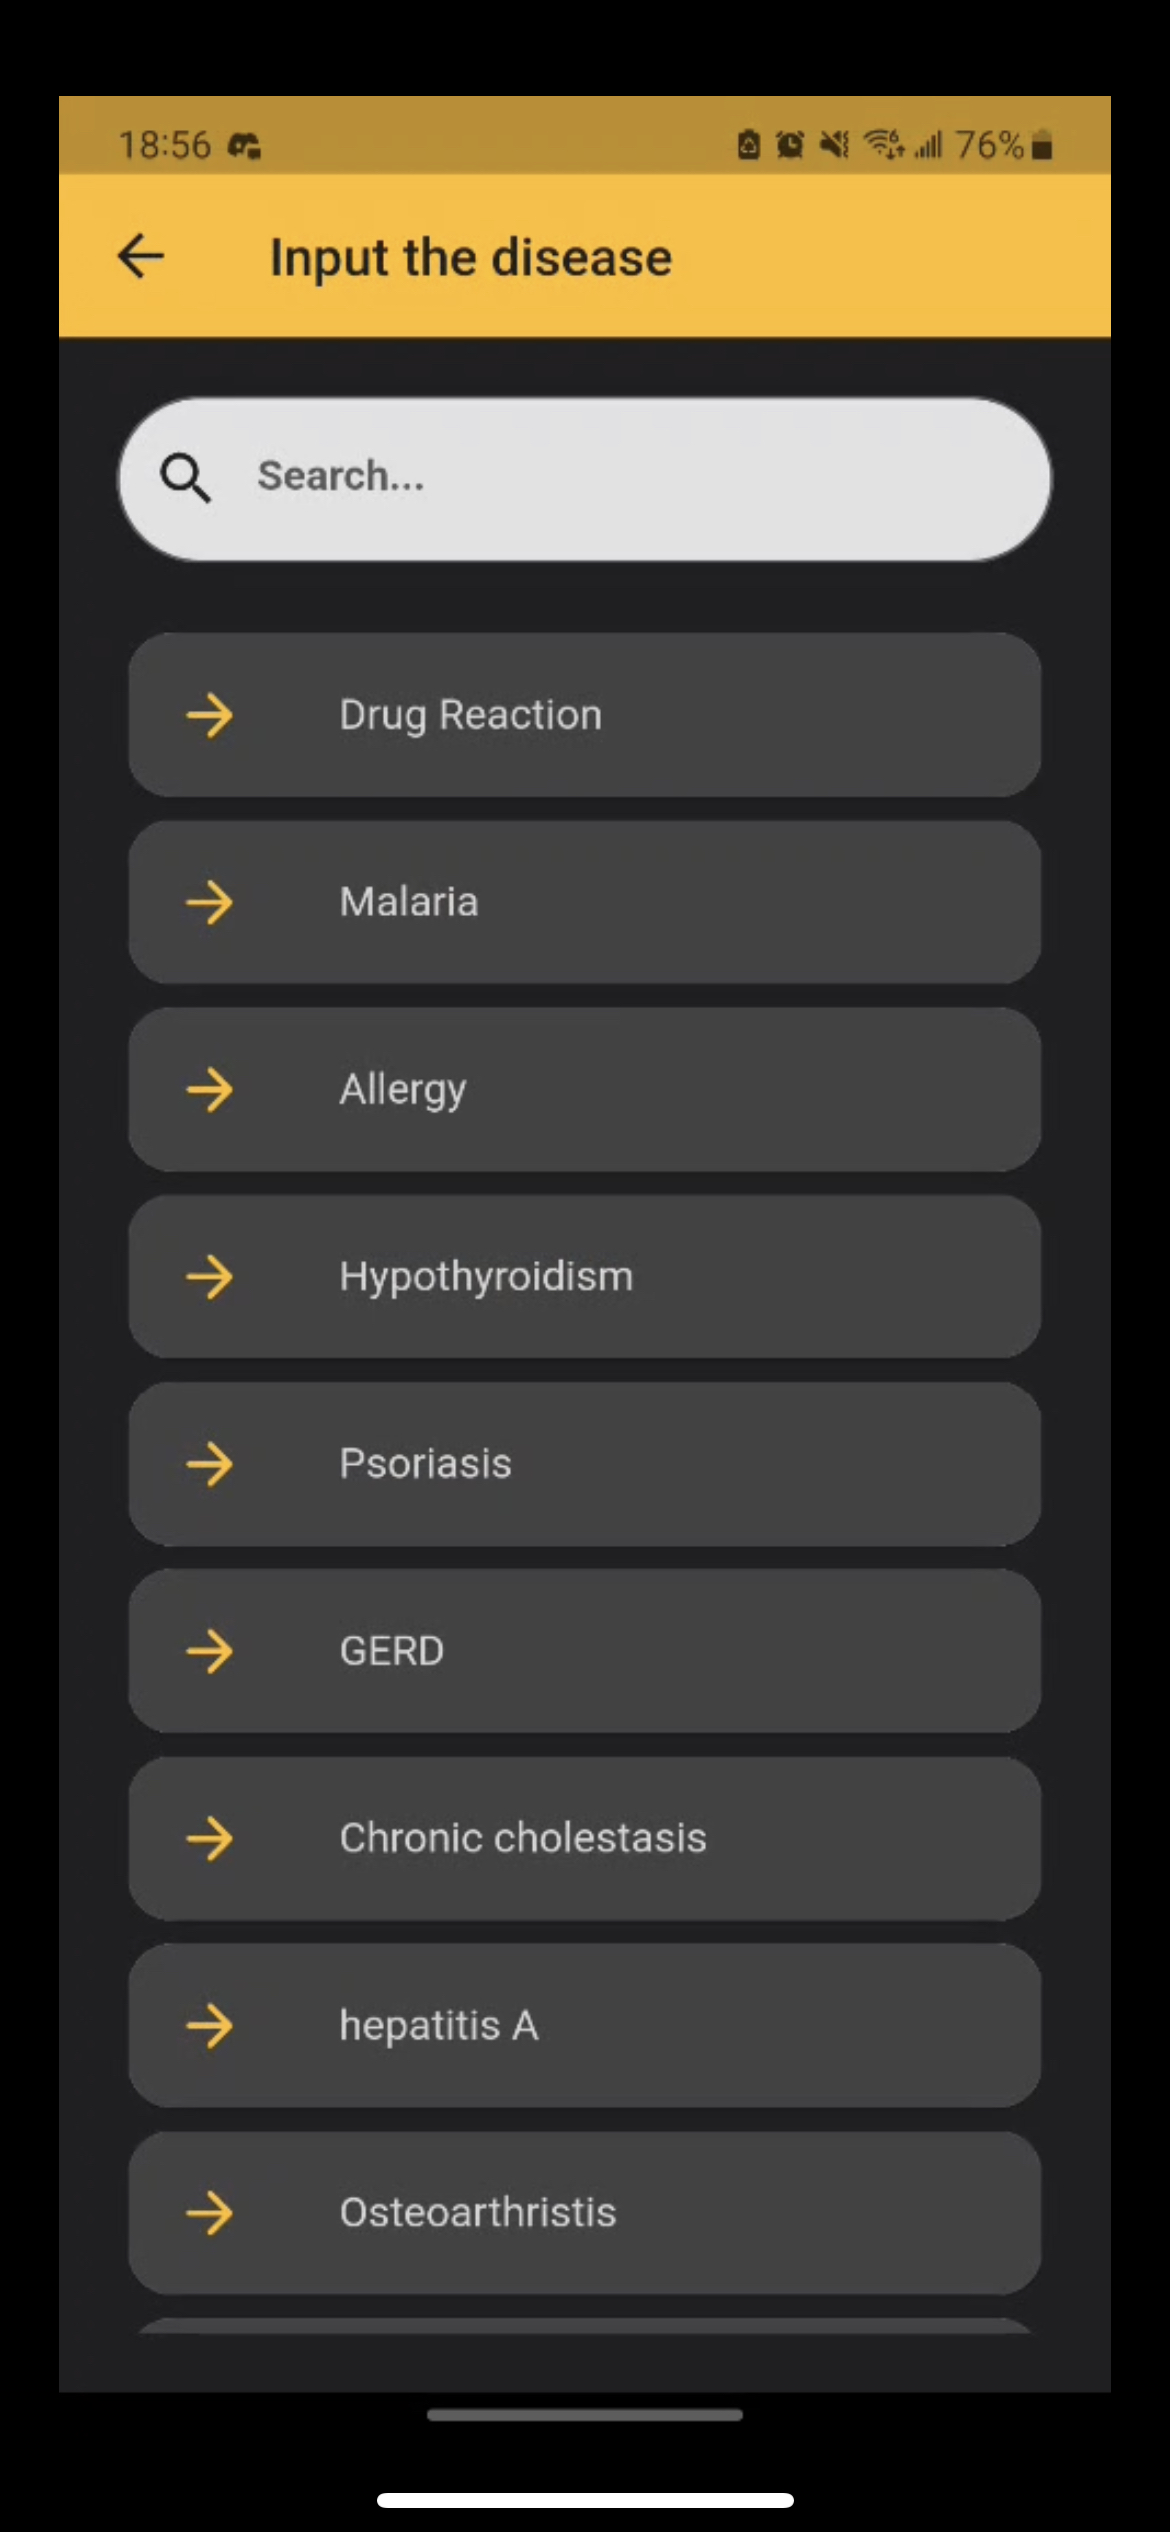 18:56 76%
Input the disease
Search...
Drug Reaction
Malaria
Allergy
Hypothyroidism
Psoriasis
GERD
Chronic cholestasis
hepatitis A
Osteoarthristis